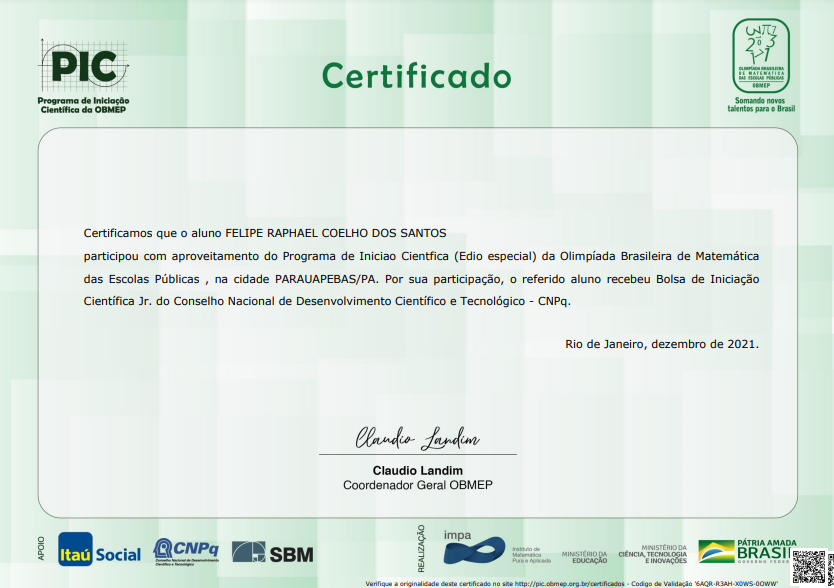 PIC
Programa de Iniciação
Científica da OBMEP
Certificado
OLIMPÍADA BRASILEIRA
DE MATEMÁTICA
DAS ESCOLAS PÚBLICAS
OBMEP
Somando novos
talentos para o Brasil
Certificamos que o aluno FELIPE RAPHAEL COELHO DOS SANTOS
participou com aproveitamento do Programa de Iniciao Cientfica (Edio especial) da Olimpíada Brasileira de Matemática
das Escolas Públicas , na cidade PARAUAPEBAS/PA. Por sua participação, o referido aluno recebeu Bolsa de Iniciação
Científica Jr. do Conselho Nacional de Desenvolvimento Científico e Tecnológico - CNPq.
Rio de Janeiro, dezembro de 2021.
Claudio Landim
Claudio Landim
Coordenador Geral OBMEP
APOIO
Itaú Social
CNPq
Conselho Nacional de Desenvolvimento
Científico e Tecnológico
SBM
REALIZAÇÃO
impa
Instituto de
Matemática
Pura e Aplicada
MINISTÉRIO DA
EDUCAÇÃO
MINISTÉRIO DA
CIÊNCIA, TECNOLOGIA
E INOVAÇÕES
PÁTRIA AMADA
BRASIL
GOVERNO FEDERAL
Verifique a originalidade deste certificado no site http://pic.obmep.org.br/certificados - Codigo de Validação '6AQR-R3AH-X0WS-0OWW'